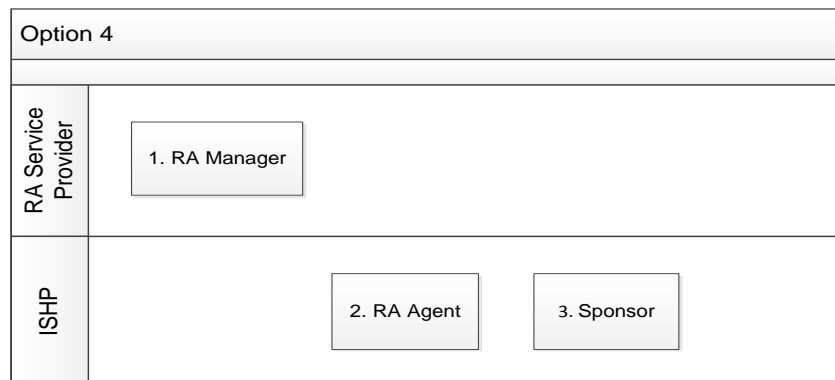 Option 4
RA Service
Provider
1. RA Manager
ISHP
2. RA Agent
3. Sponsor